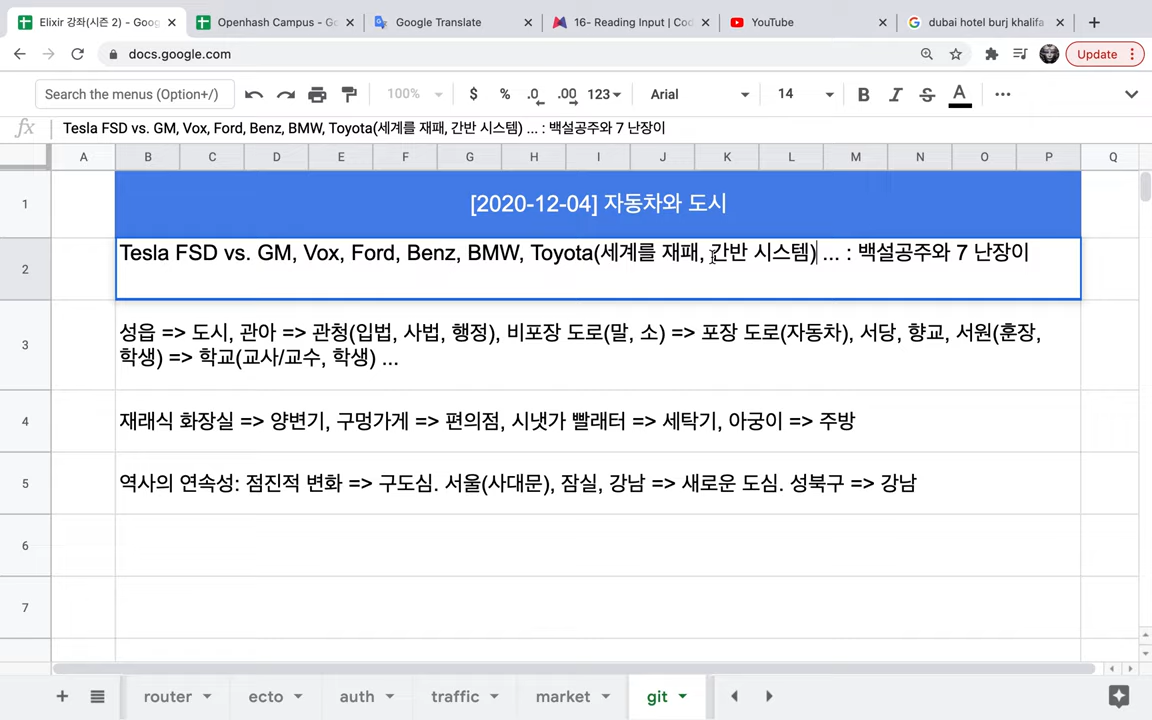 Elixir 강좌(시즌 2) - Goog
Openhash Campus - Go
Google Translate
16- Reading Input | Cod
YouTube
dubai hotel burj khalifa
docs.google.com
Update
Search the menus (Option+/)
100%
$ % .0 .00 123
Arial
14
B I S A
fx Tesla FSD vs. GM, Vox, Ford, Benz, BMW, Toyota(세계를 재패, 간반 시스템) ... : 백설공주와 7 난장이
A B C D E F G H I J K L M N O P Q
1 [2020-12-04] 자동차와 도시
2 Tesla FSD vs. GM, Vox, Ford, Benz, BMW, Toyota(세계를 재패, 간반 시스템) ... : 백설공주와 7 난장이
3 성읍 => 도시, 관아 => 관청(입법, 사법, 행정), 비포장 도로(말, 소) => 포장 도로(자동차), 서당, 향교, 서원(훈장,
학생) => 학교(교사/교수, 학생) ...
4 재래식 화장실 => 양변기, 구멍가게 => 편의점, 시냇가 빨래터 => 세탁기, 아궁이 => 주방
5 역사의 연속성: 점진적 변화 => 구도심. 서울(사대문), 잠실, 강남 => 새로운 도심. 성북구 => 강남
6
7
router
ecto
auth
traffic
market
git